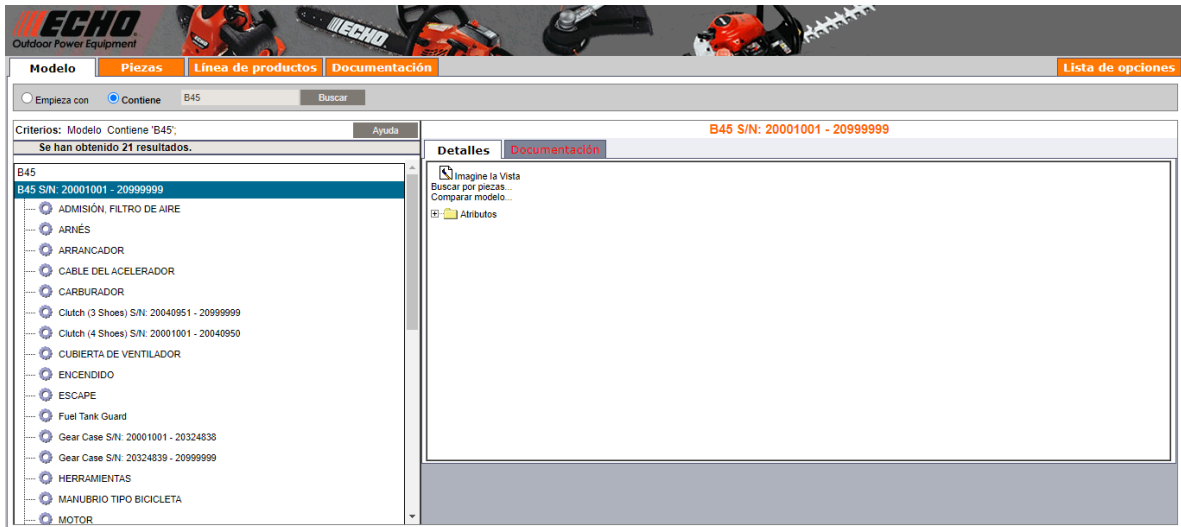 ECHO.
Outdoor Power Equipment
ECHO
Modelo
Piezas
Línea de productos
Documentación
Lista de opciones
Empieza con
Contiene
B45
Buscar
Criterios: Modelo Contiene 'B45';
Ayuda
Se han obtenido 21 resultados.
B45
B45 S/N: 20001001 - 20999999
ADMISIÓN, FILTRO DE AIRE
ARNÉS
ARRANCADOR
CABLE DEL ACELERADOR
CARBURADOR
Clutch (3 Shoes) S/N: 20040951 - 20999999
Clutch (4 Shoes) S/N: 20001001 - 20040950
CUBIERTA DE VENTILADOR
ENCENDIDO
ESCAPE
Fuel Tank Guard
Gear Case S/N: 20001001 - 20324838
Gear Case S/N: 20324839 - 20999999
HERRAMIENTAS
MANUBRIO TIPO BICICLETA
MOTOR
B45 S/N: 20001001 - 20999999
Detalles
Documentación
Imagine la Vista
Buscar por piezas...
Comparar modelo...
Atributos